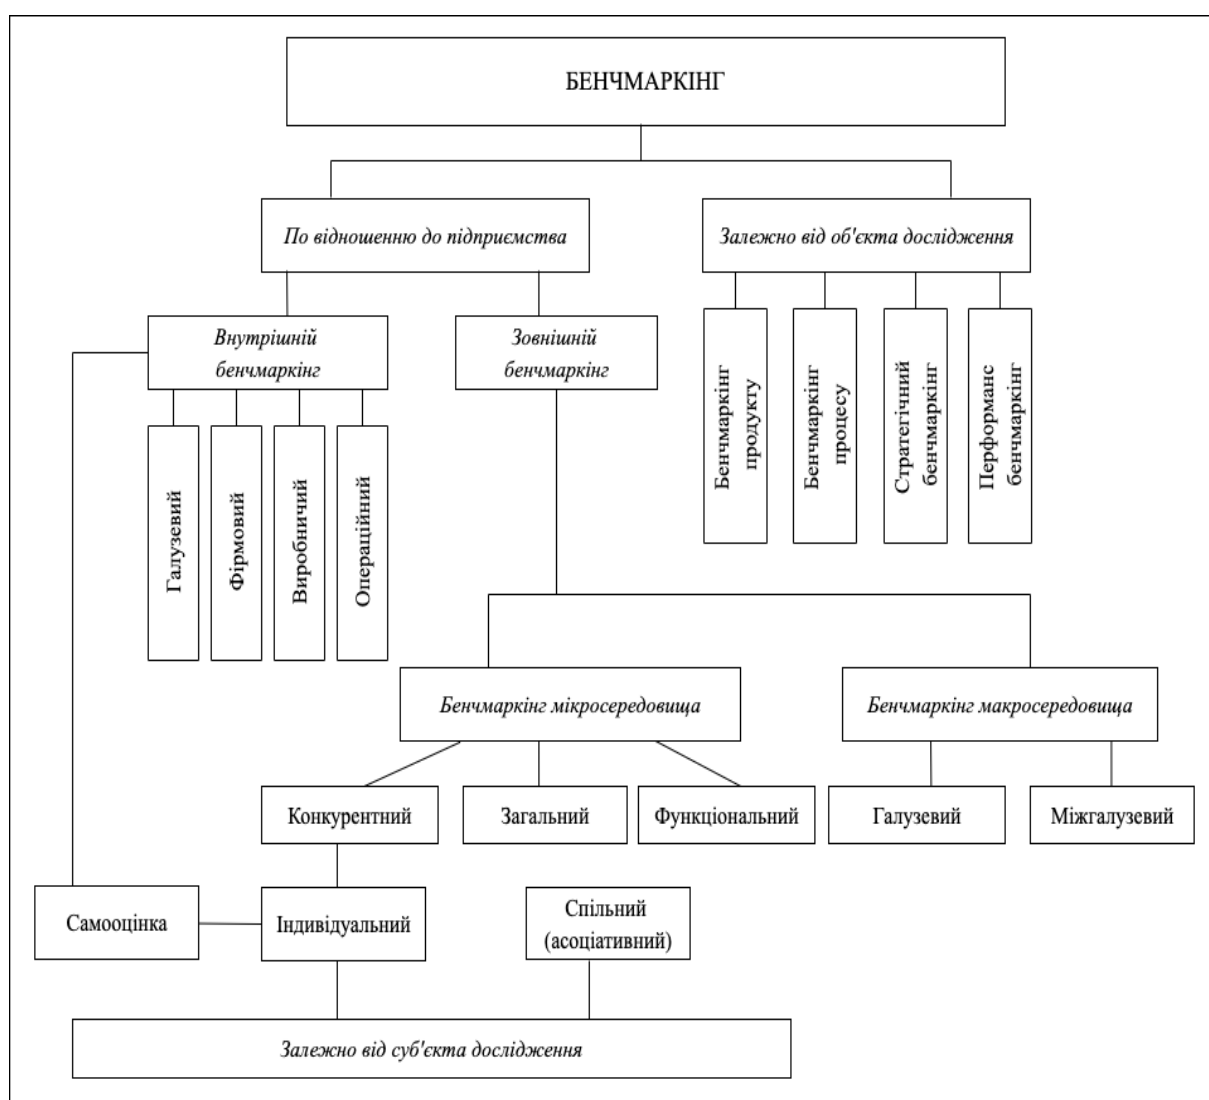 БЕНЧМАРКІНГ
По відношенню до підприємства
Залежно від об'єкта дослідження
Внутрішній
бенчмаркінг
Зовнішній
бенчмаркінг
Бенчмаркінг
продукту
Бенчмаркінг
процесу
Стратегічний
бенчмаркінг
Перформанс
бенчмаркінг
Галузевий
Фірмовий
Виробничий
Операційний
Бенчмаркінг мікросередовища
Бенчмаркінг макросередовища
Конкурентний
Загальний
Функціональний
Галузевий
Міжгалузевий
Самооцінка
Індивідуальний
Спільний
(асоціативний)
Залежно від суб'єкта дослідження